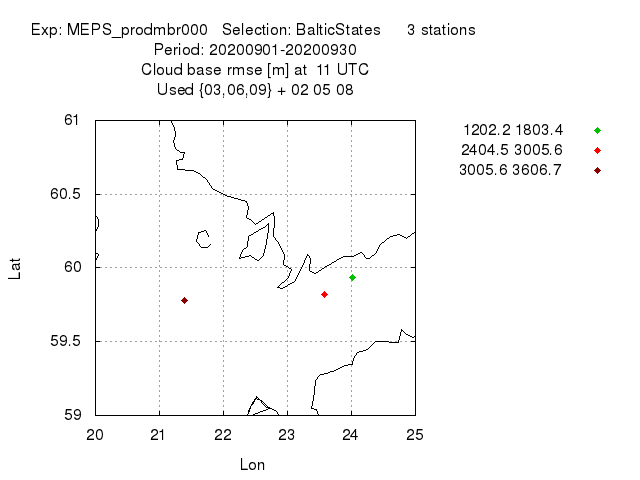 Exp: MEPS_prodmbr000 Selection: BalticStates 3 stations
Period: 20200901-20200930
Cloud base rmse [m] at 11 UTC
Used {03,06,09} + 02 05 08
1202.2 1803.4
2404.5 3005.6
3005.6 3606.7
61
60.5
60
59.5
59
Lat
20 21 22 23 24 25
Lon